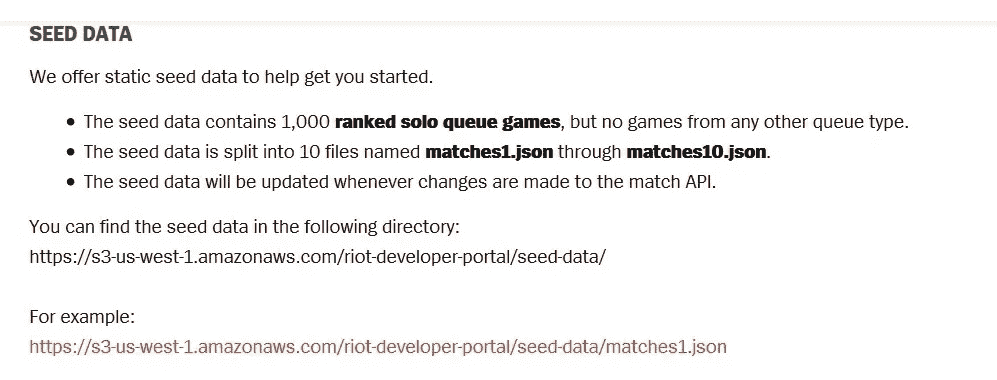 SEED DATA
We offer static seed data to help get you started.
• The seed data contains 1,000 ranked solo queue games, but no games from any other queue type.
• The seed data is split into 10 files named matches1.json through matches10.json.
• The seed data will be updated whenever changes are made to the match API.
You can find the seed data in the following directory:
https://s3-us-west-1.amazonaws.com/riot-developer-portal/seed-data/
For example:
https://s3-us-west-1.amazonaws.com/riot-developer-portal/seed-data/matches1.json